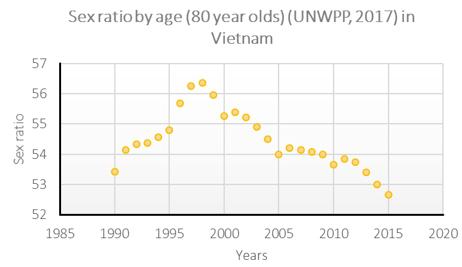 Sex ratio by age (80 year olds) (UNWPP, 2017) in
Vietnam
57
56
55
54
53
52
Sex ratio
1985 1990 1995 2000 2005 2010 2015 2020
Years